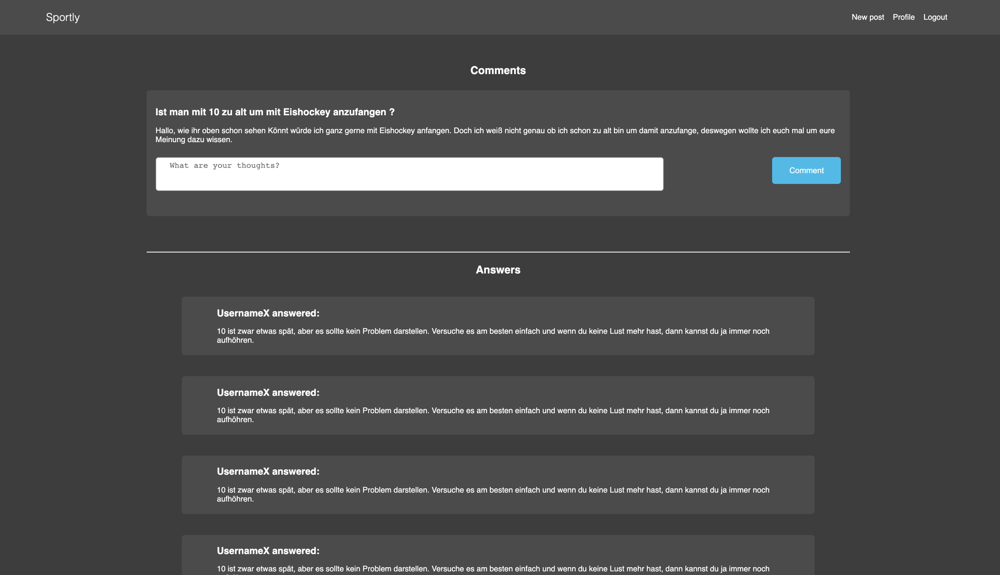 Sportly
New post Profile Logout
Comments
Ist man mit 10 zu alt um mit Eishockey anzufangen ?
Hallo, wie ihr oben schon sehen Könnt würde ich ganz gerne mit Eishockey anfangen. Doch ich weiß nicht genau ob ich schon zu alt bin um damit anzufange, deswegen wollte ich euch mal um eure
Meinung dazu wissen.
What are your thoughts?
Comment
Answers
UsernameX answered:
10 ist zwar etwas spät, aber es sollte kein Problem darstellen. Versuche es am besten einfach und wenn du keine Lust mehr hast, dann kannst du ja immer noch
aufhöhren.
UsernameX answered:
10 ist zwar etwas spät, aber es sollte kein Problem darstellen. Versuche es am besten einfach und wenn du keine Lust mehr hast, dann kannst du ja immer noch
aufhöhren.
UsernameX answered:
10 ist zwar etwas spät, aber es sollte kein Problem darstellen. Versuche es am besten einfach und wenn du keine Lust mehr hast, dann kannst du ja immer noch
aufhöhren.
UsernameX answered:
10 ist zwar etwas spät, aber es sollte kein Problem darstellen. Versuche es am besten einfach und wenn du keine Lust mehr hast, dann kannst du ja immer noch